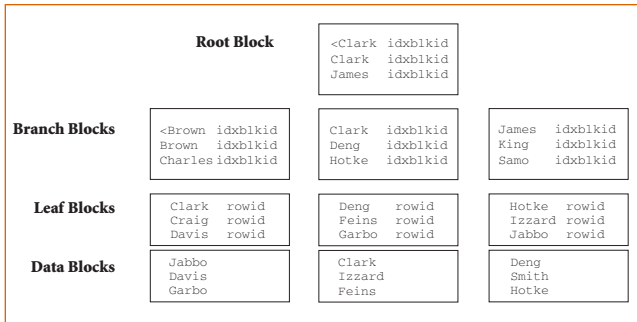 Root Block
<Clark idxblkid
Clark idxblkid
James idxblkid
Branch Blocks
<Brown idxblkid
Brown idxblkid
Charles idxblkid
Clark idxblkid
Deng idxblkid
Hotke idxblkid
James idxblkid
King idxblkid
Samo idxblkid
Leaf Blocks
Clark rowid
Craig rowid
Davis rowid
Deng rowid
Feins rowid
Garbo rowid
Hotke rowid
Izzard rowid
Jabbo rowid
Data Blocks
Jabbo
Davis
Garbo
Clark
Izzard
Feins
Deng
Smith
Hotke